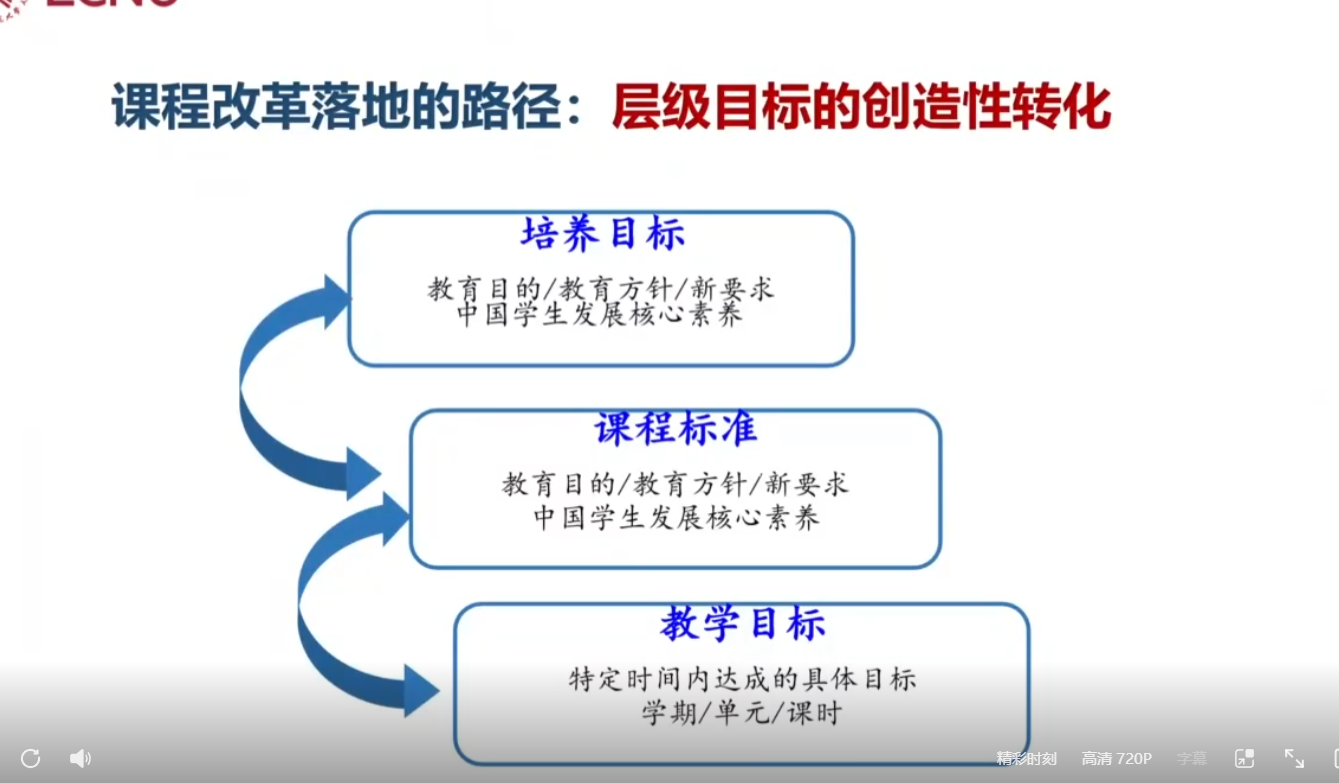 ECNU
课程改革落地的路径：层级目标的创造性转化
培养目标
教育目的/教育方针/新要求
中国学生发展核心素养
课程标准
教育目的/教育方针/新要求
中国学生发展核心素养
教学目标
特定时间内达成的具体目标
学期/单元/课时
精彩时刻 高清 720P 字幕